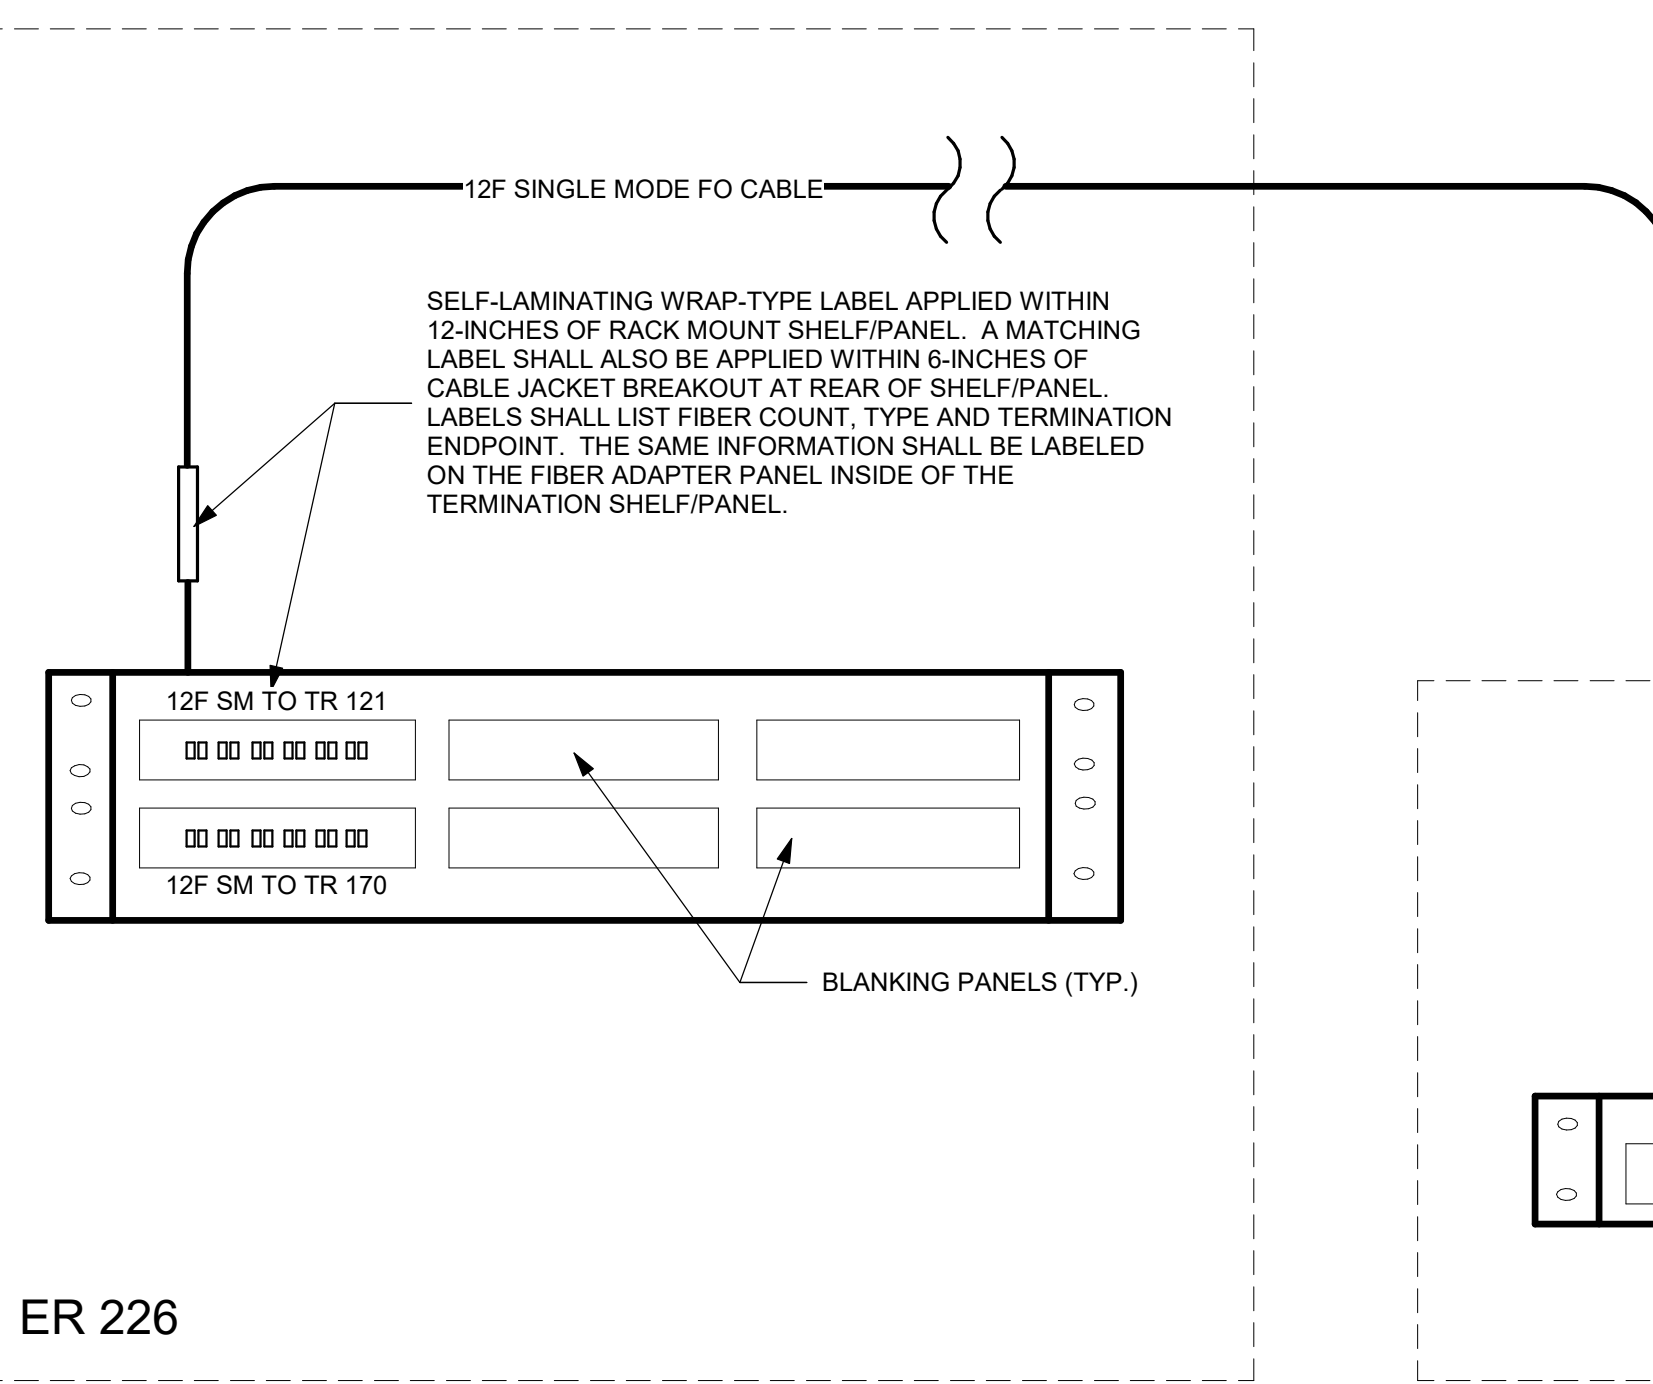 12F SINGLE MODE FO CABLE
SELF-LAMINATING WRAP-TYPE LABEL APPLIED WITHIN
12-INCHES OF RACK MOUNT SHELF/PANEL.  A MATCHING
LABEL SHALL ALSO BE APPLIED WITHIN 6-INCHES OF
CABLE JACKET BREAKOUT AT REAR OF SHELF/PANEL.
LABELS SHALL LIST FIBER COUNT, TYPE AND TERMINATION
ENDPOINT.  THE SAME INFORMATION SHALL BE LABELED
ON THE FIBER ADAPTER PANEL INSIDE OF THE
TERMINATION SHELF/PANEL.
12F SM TO TR 121
12F SM TO TR 170
BLANKING PANELS (TYP.)
ER 226